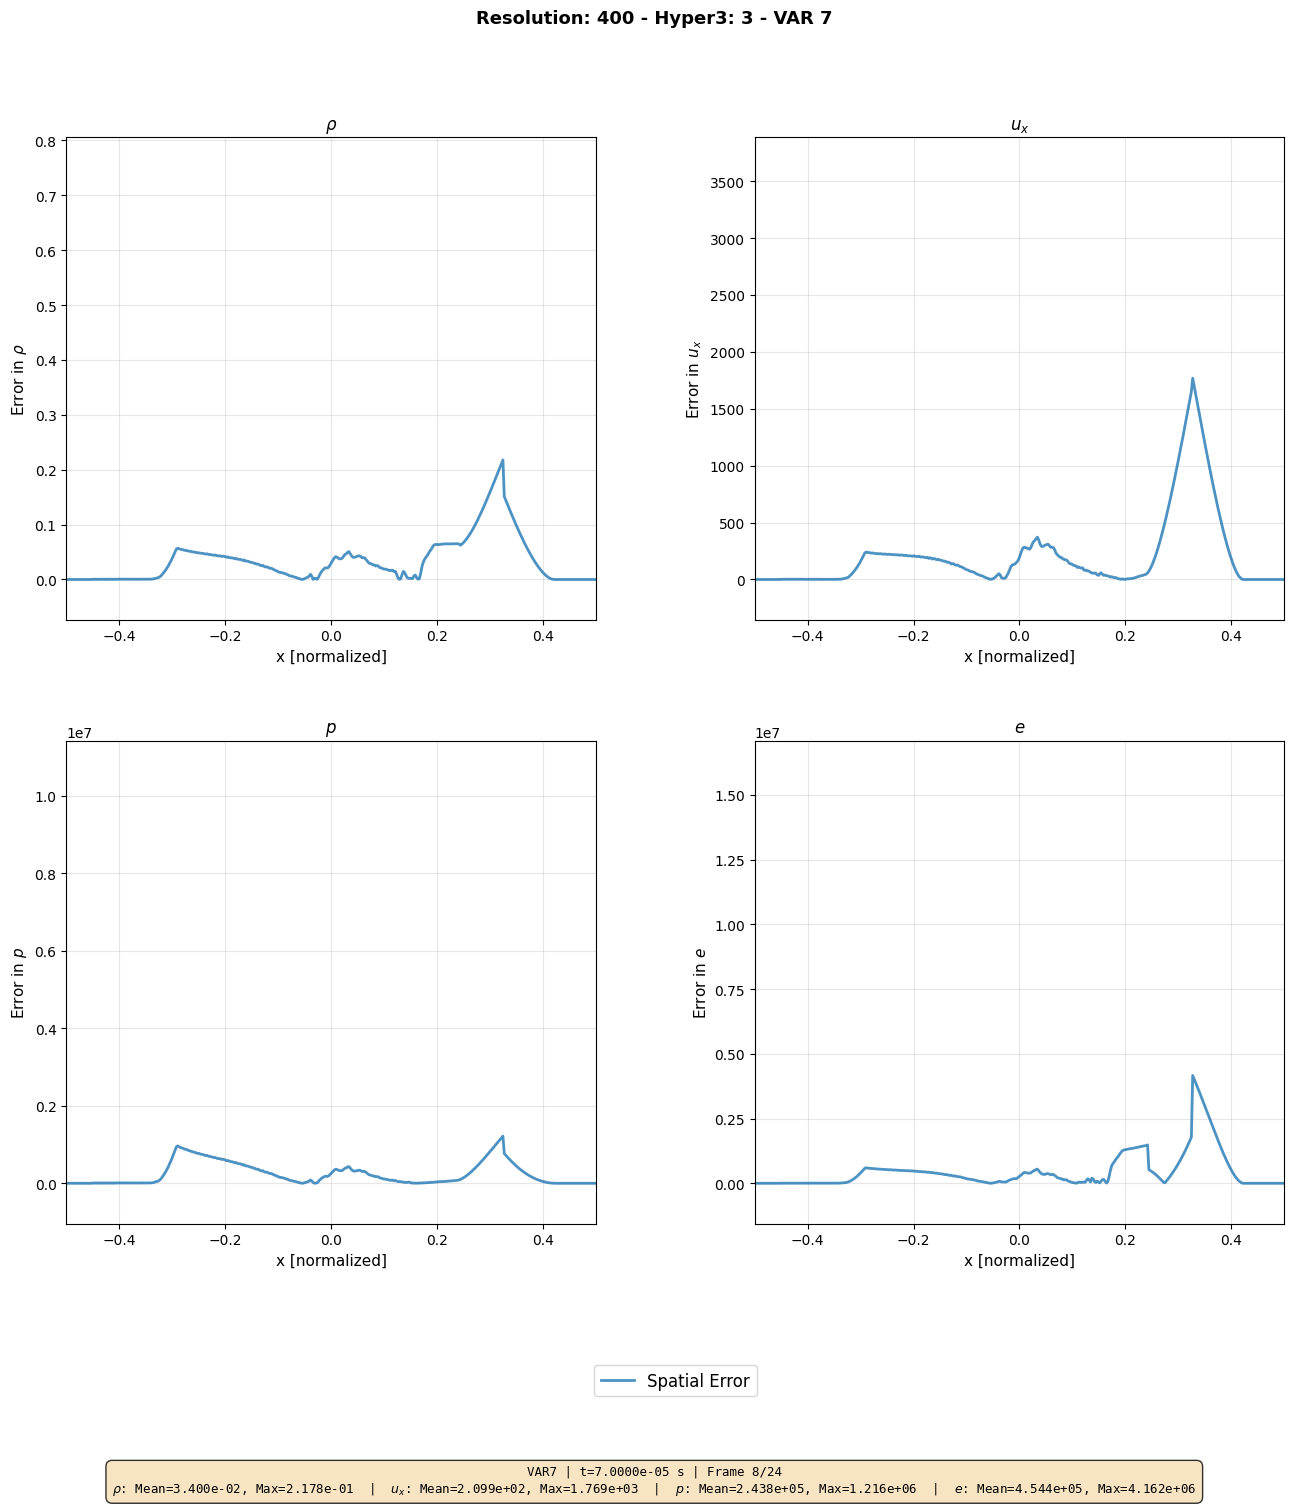 Resolution: 400 - Hyper3: 3 - VAR 7
ρ
0.8
0.7
0.6
0.5
0.4
0.3
0.2
0.1
0.0
Error in ρ
−0.4 −0.2 0.0 0.2 0.4
x [normalized]
u_x
3500
3000
2500
2000
1500
1000
500
0
Error in u_x
−0.4 −0.2 0.0 0.2 0.4
x [normalized]
p
1e7
1.0
0.8
0.6
0.4
0.2
0.0
Error in p
−0.4 −0.2 0.0 0.2 0.4
x [normalized]
e
1e7
1.50
1.25
1.00
0.75
0.50
0.25
0.00
Error in e
−0.4 −0.2 0.0 0.2 0.4
x [normalized]
Spatial Error
VAR7 | t=7.0000e-05 s | Frame 8/24
ρ: Mean=3.400e-02, Max=2.178e-01 | u_x: Mean=2.099e+02, Max=1.769e+03 | p: Mean=2.438e+05, Max=1.216e+06 | e: Mean=4.544e+05, Max=4.162e+06